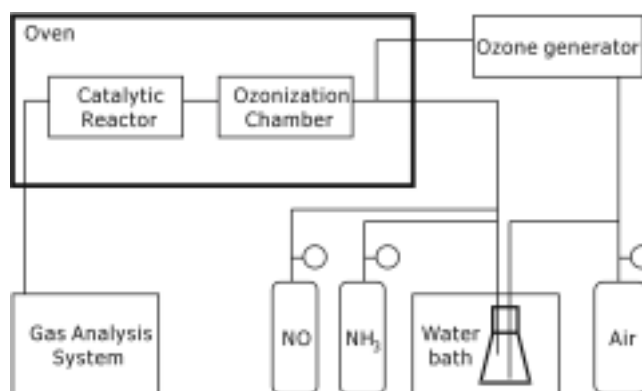 Oven
Ozone generator
Catalytic
Reactor
Ozonization
Chamber
Gas Analysis
System
NO
NH₃
Water
bath
Air